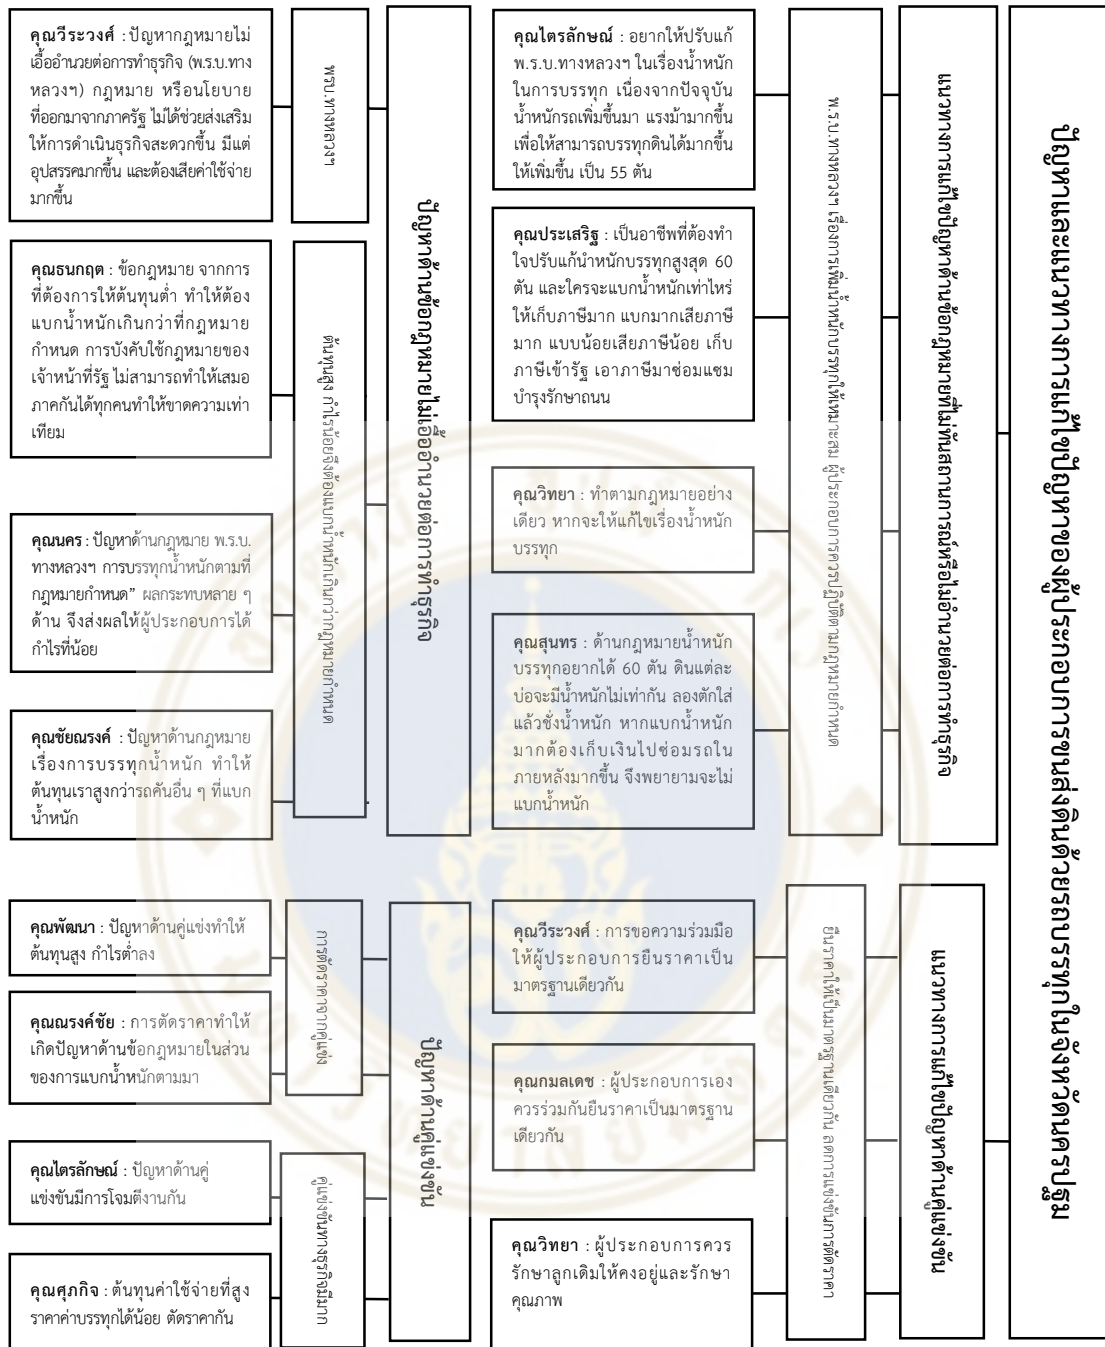 คุณวีระวงศ์ : ปัญหากฎหมายไม่
เอื้ออำนวยต่อการทำธุรกิจ (พ.ร.บ.ทาง
หลวงฯ) กฎหมาย หรือนโยบาย
ที่ออกมาจากภาครัฐ ไม่ได้ช่วยส่งเสริม
ให้การดำเนินธุรกิจสะดวกขึ้น มีแต่
อุปสรรคมากขึ้น และต้องเสียค่าใช้จ่าย
มากขึ้น
คุณธนกฤต : ข้อกฎหมาย จากการ
ที่ต้องการให้ต้นทุนต่ำ ทำให้ต้อง
แบกน้ำหนักเกินกว่าที่กฎหมาย
กำหนด การบังคับใช้กฎหมายของ
เจ้าหน้าที่รัฐ ไม่สามารถทำให้เสมอ
ภาคกันได้ทุกคนทำให้ขาดความเท่า
เทียม
คุณนคร : ปัญหาด้านกฎหมาย พ.ร.บ.
ทางหลวงฯ การบรรทุกน้ำหนักตามที่
กฎหมายกำหนด” ผลกระทบหลาย ๆ
ด้าน จึงส่งผลให้ผู้ประกอบการได้
กำไรที่น้อย
คุณชัยณรงค์ : ปัญหาด้านกฎหมาย
เรื่องการบรรทุกน้ำหนัก ทำให้
ต้นทุนเราสูงกว่ารถคันอื่น ๆ ที่แบก
น้ำหนัก
คุณพัฒนา : ปัญหาด้านคู่แข่งทำให้
ต้นทุนสูง กำไรต่ำลง
คุณณรงค์ชัย : การตัดราคาทำให้
เกิดปัญหาด้านข้อกฎหมายในส่วน
ของการแบกน้ำหนักตามมา
คุณไตรลักษณ์ : ปัญหาด้านคู่
แข่งขันมีการโจมตีงานกัน
คุณศุภกิจ : ต้นทุนค่าใช้จ่ายที่สูง
ราคาค่าบรรทุกได้น้อย ตัดราคากัน
พรบ.ทางหลวงฯ
ต้นทุนสูง กำไรน้อยจึงต้องแบกน้ำหนักเกินกว่ากฎหมายกำหนด
การตัดราคาจากคู่แข่ง
คู่แข่งขันทางธุรกิจมีมาก
ปัญหาด้านข้อกฎหมายไม่เอื้ออำนวยต่อการทำธุรกิจ
ปัญหาด้านคู่แข่งขัน
คุณไตรลักษณ์ : อยากให้ปรับแก้
พ.ร.บ.ทางหลวงฯ ในเรื่องน้ำหนัก
ในการบรรทุก เนื่องจากปัจจุบัน
น้ำหนักรถเพิ่มขึ้นมา แรงม้ามากขึ้น
เพื่อให้สามารถบรรทุกดินได้มากขึ้น
ให้เพิ่มขึ้น เป็น 55 ตัน
คุณประเสริฐ : เป็นอาชีพที่ต้องทำ
ใจปรับแก้นำหนักบรรทุกสูงสุด 60
ตัน และใครจะแบกน้ำหนักเท่าไหร่
ให้เก็บภาษีมาก แบกมากเสียภาษี
มาก แบบน้อยเสียภาษีน้อย เก็บ
ภาษีเข้ารัฐ เอาภาษีมาซ่อมแซม
บำรุงรักษาถนน
คุณวิทยา : ทำตามกฎหมายอย่าง
เดียว หากจะให้แก้ไขเรื่องน้ำหนัก
บรรทุก
คุณสุนทร : ด้านกฎหมายน้ำหนัก
บรรทุกอยากได้ 60 ตัน ดินแต่ละ
บ่อจะมีน้ำหนักไม่เท่ากัน ลองตักใส่
แล้วชั่งน้ำหนัก หากแบกน้ำหนัก
มากต้องเก็บเงินไปซ่อมรถใน
ภายหลังมากขึ้น จึงพยายามจะไม่
แบกน้ำหนัก
คุณวีระวงศ์ : การขอความร่วมมือ
ให้ผู้ประกอบการยืนราคาเป็น
มาตรฐานเดียวกัน
คุณกมลเดช : ผู้ประกอบการเอง
ควรร่วมกันยืนราคาเป็นมาตรฐาน
เดียวกัน
คุณวิทยา : ผู้ประกอบการควร
รักษาลูกเดิมให้คงอยู่และรักษา
คุณภาพ
พ.ร.บ.ทางหลวงฯ เรื่องการเพิ่มน้ำหนักบรรทุกให้เหมาะสม ผู้ประกอบการควรปฏิบัติตามกฎหมายกำหนด
ยืนราคาให้เป็นมาตรฐานเดียวกัน ลดการแข่งขันการตัดราคา
แนวทางการแก้ไขปัญหาด้านข้อกฎหมายที่ไม่ทันสถานการณ์หรือไม่อำนวยต่อการทำธุรกิจ
แนวทางการแก้ไขปัญหาด้านคู่แข่งขัน
ปัญหาและแนวทางการแก้ไขปัญหาของผู้ประกอบการขนส่งดินด้วยรถบรรทุกในจังหวัดนครปฐม